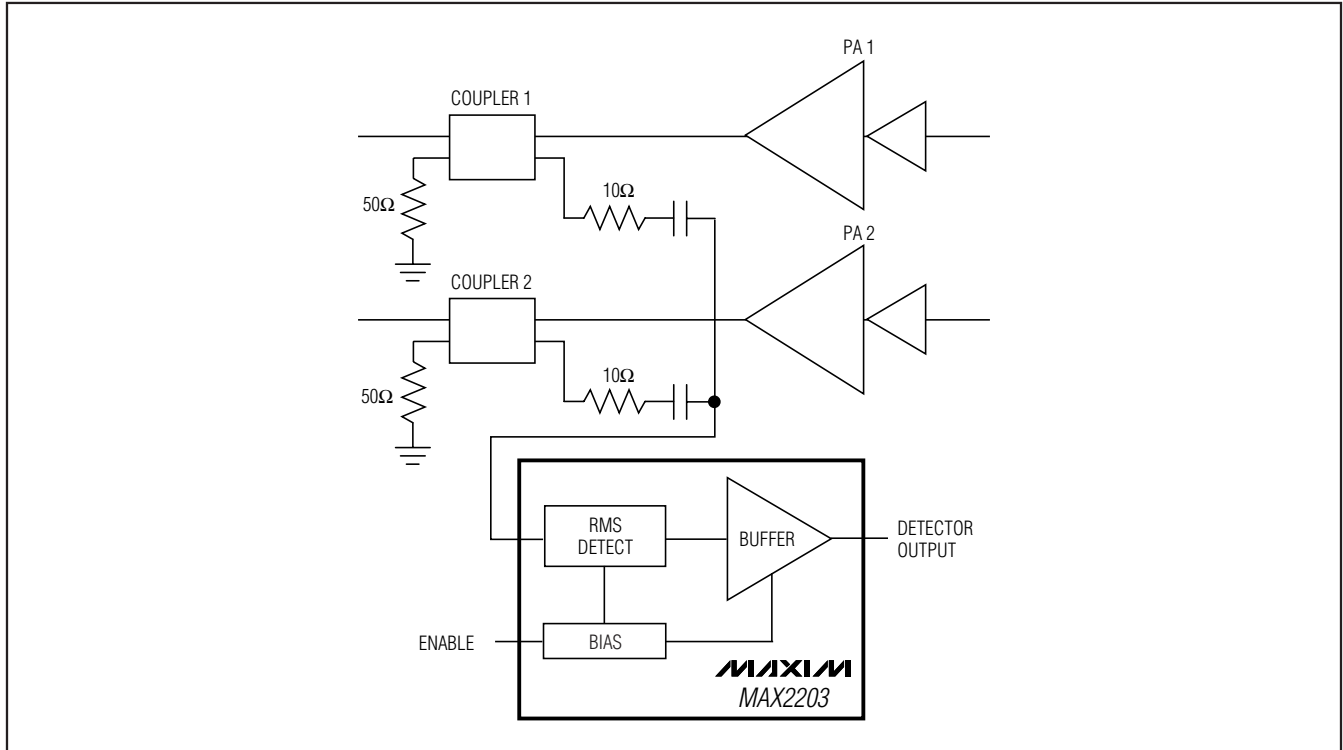 PA 1
COUPLER 1
10Ω
50Ω
PA 2
COUPLER 2
10Ω
50Ω
RMS
DETECT
BUFFER
DETECTOR
OUTPUT
ENABLE
BIAS
MAXIM
MAX2203